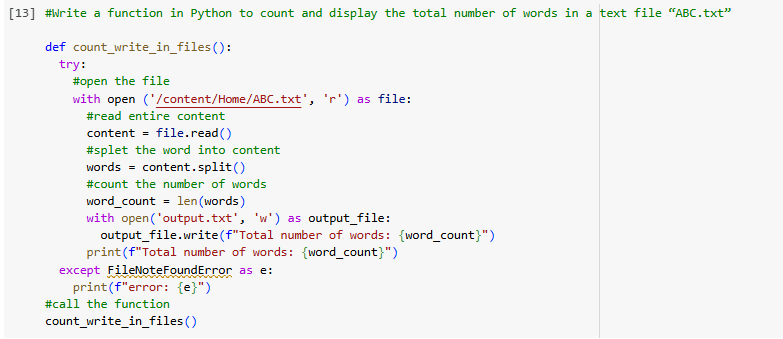 [13] #Write a function in Python to count and display the total number of words in a text file “ABC.txt”
def count_write_in_files():
try:
#open the file
with open ('/content/Home/ABC.txt', 'r') as file:
#read entire content
content = file.read()
#splet the word into content
words = content.split()
#count the number of words
word_count = len(words)
with open('output.txt', 'w') as output_file:
output_file.write(f"Total number of words: {word_count}")
print(f"Total number of words: {word_count}")
except FileNoteFoundError as e:
print(f"error: {e}")
#call the function
count_write_in_files()